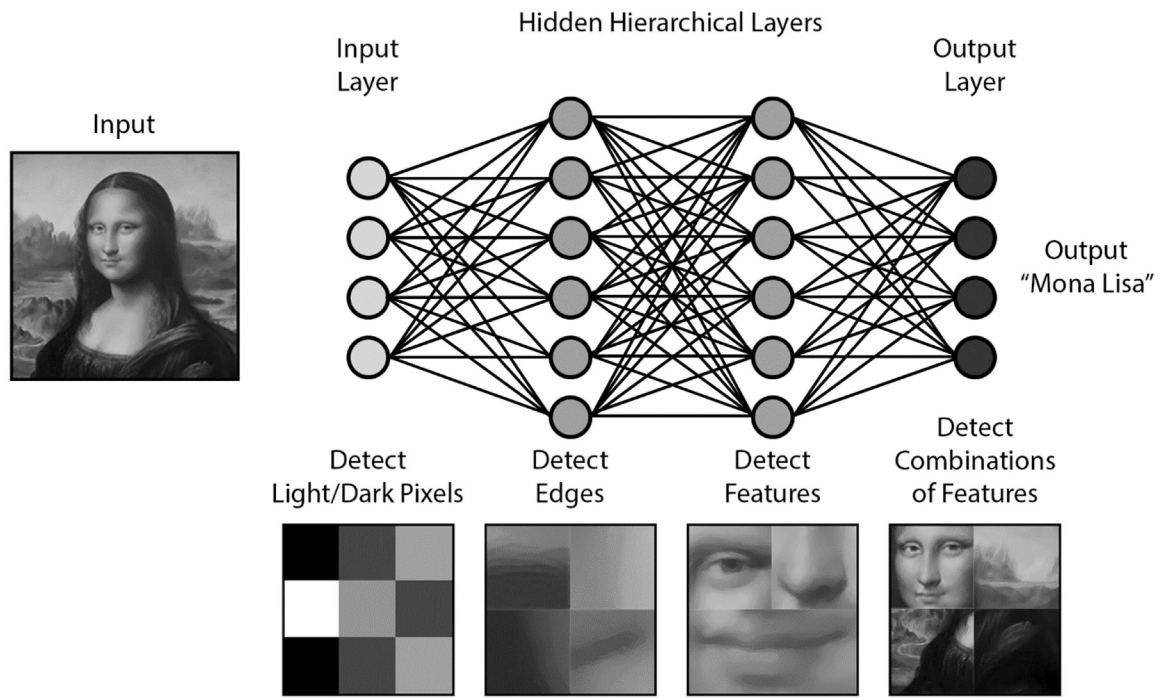 Hidden Hierarchical Layers
Input
Layer
Output
Layer
Input
Output
“Mona Lisa”
Detect
Light/Dark Pixels
Detect
Edges
Detect
Features
Detect
Combinations
of Features